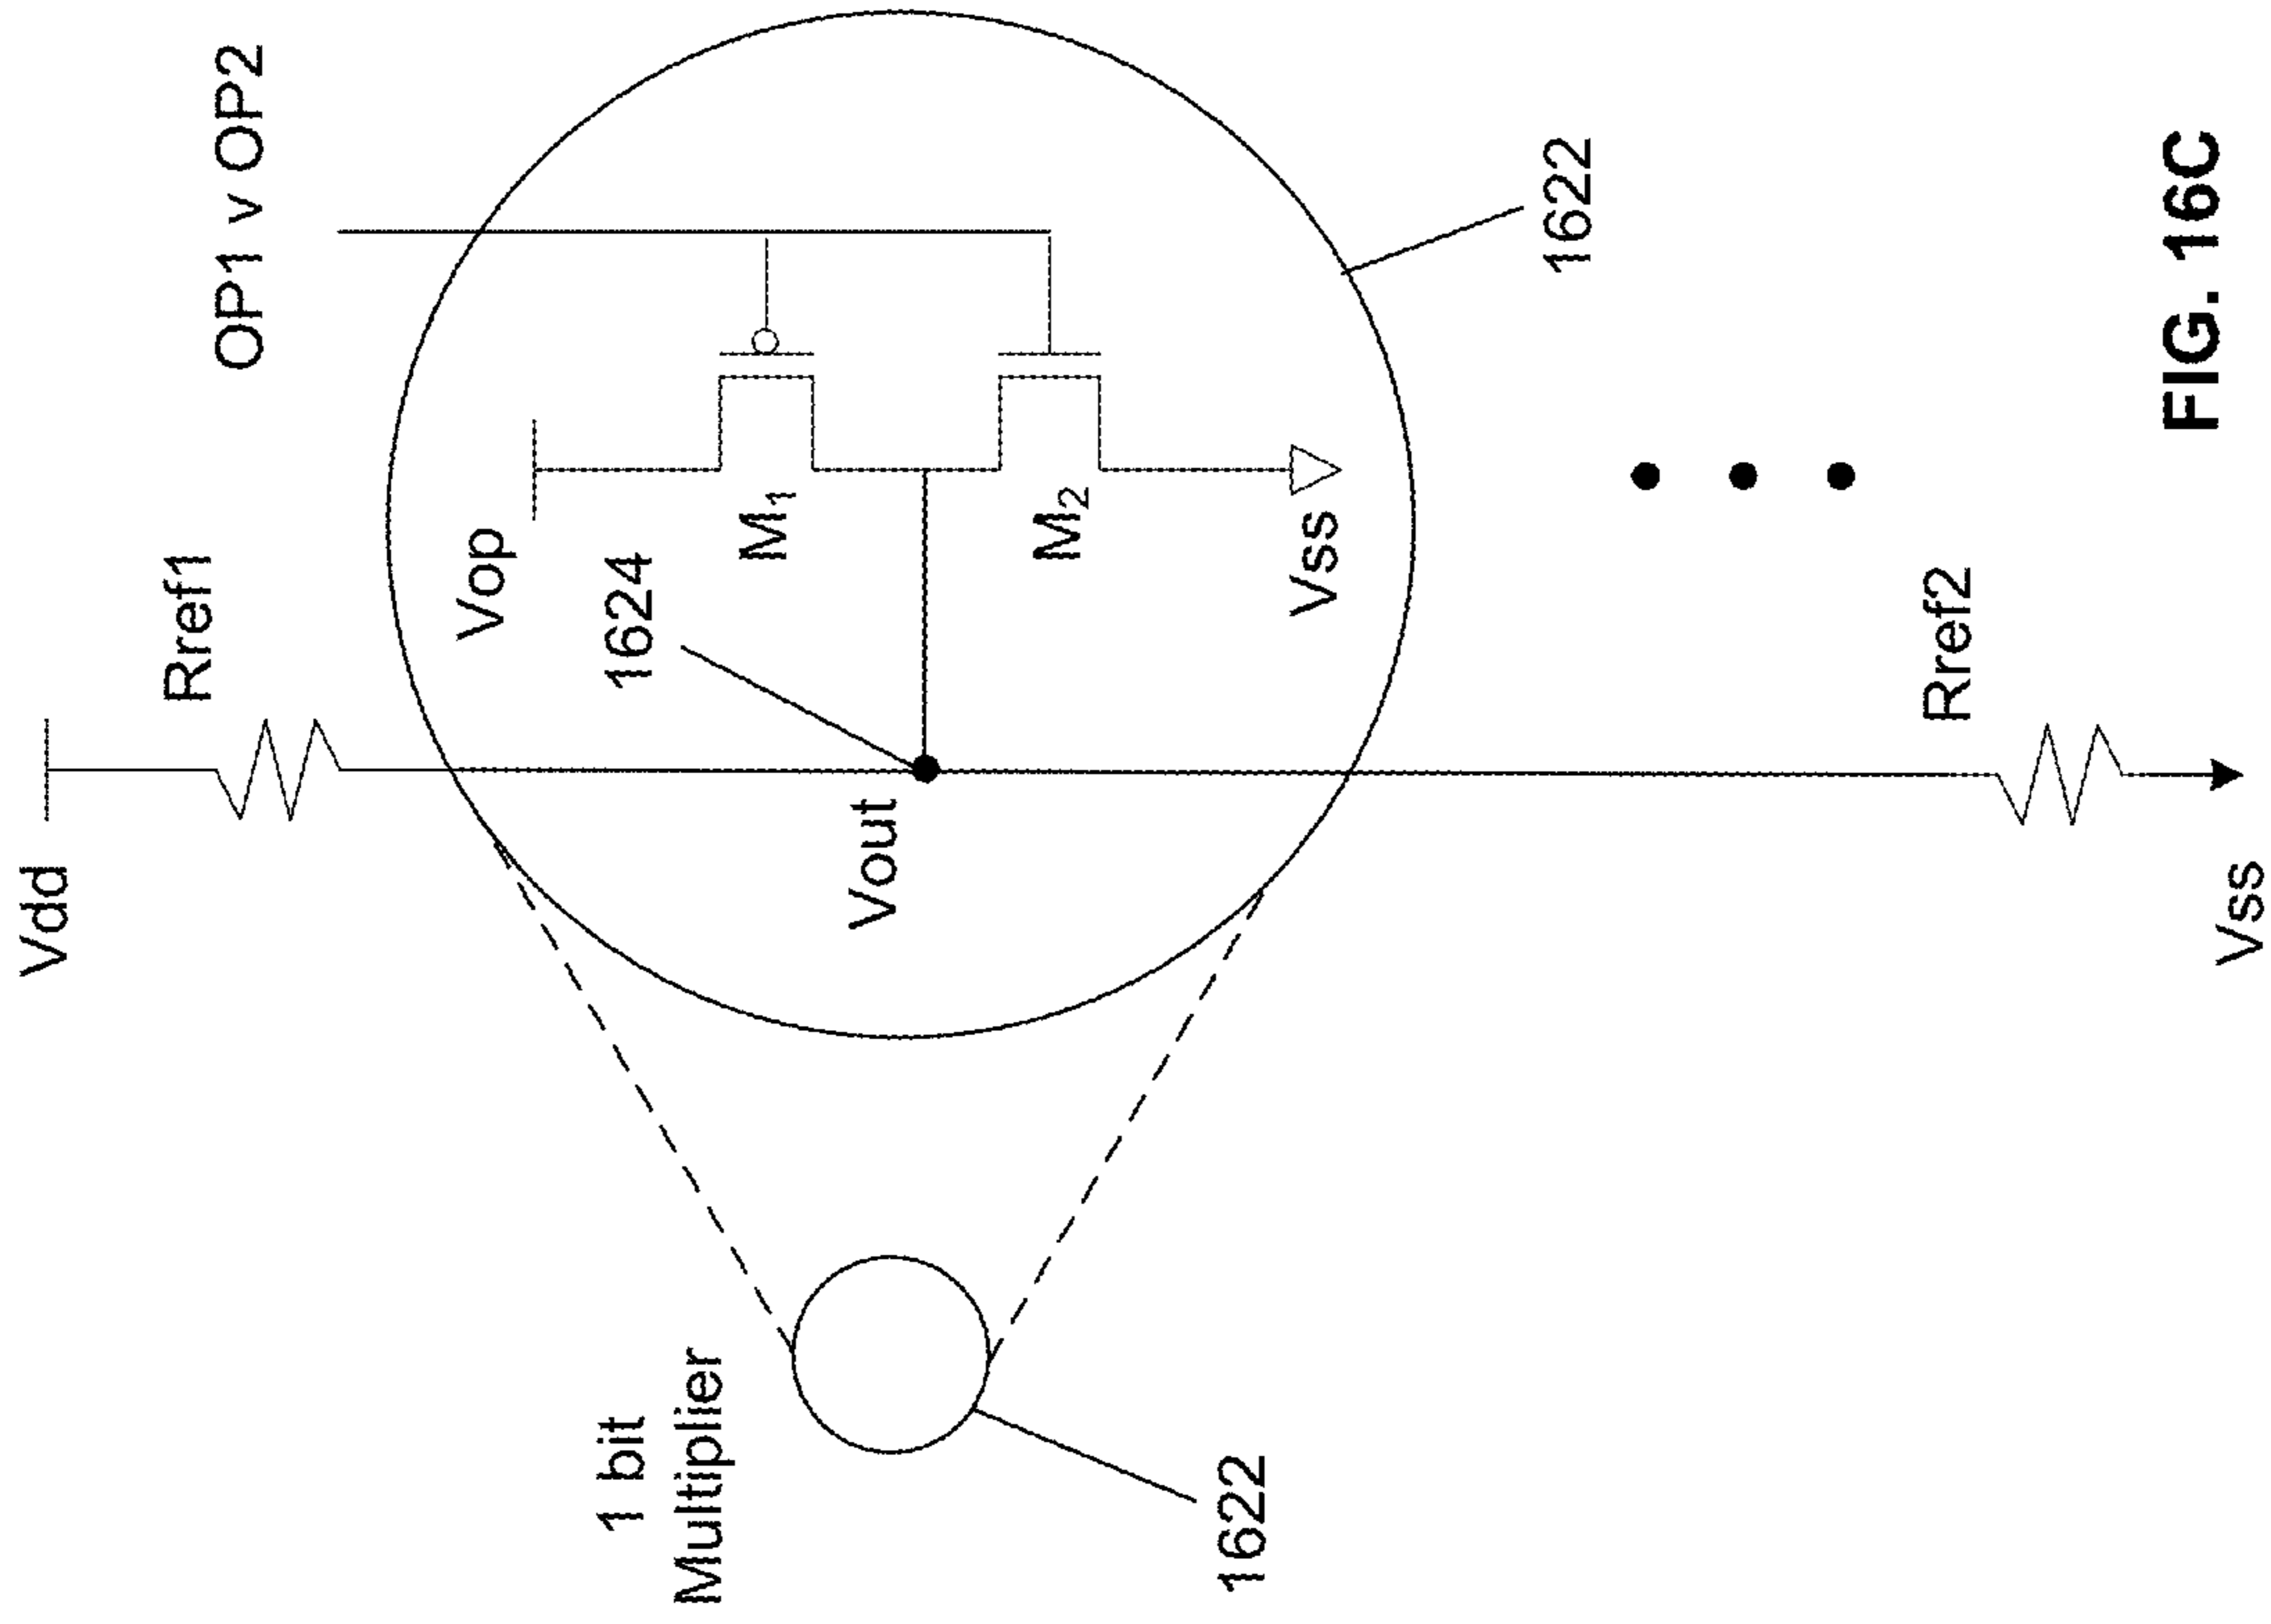 Vdd
Rref1
OP1 v OP2
Vop
1624
M1
Vout
M2
Vss
1622
1 bit
Multiplier
1622
Rref2
Vss
FIG. 16C